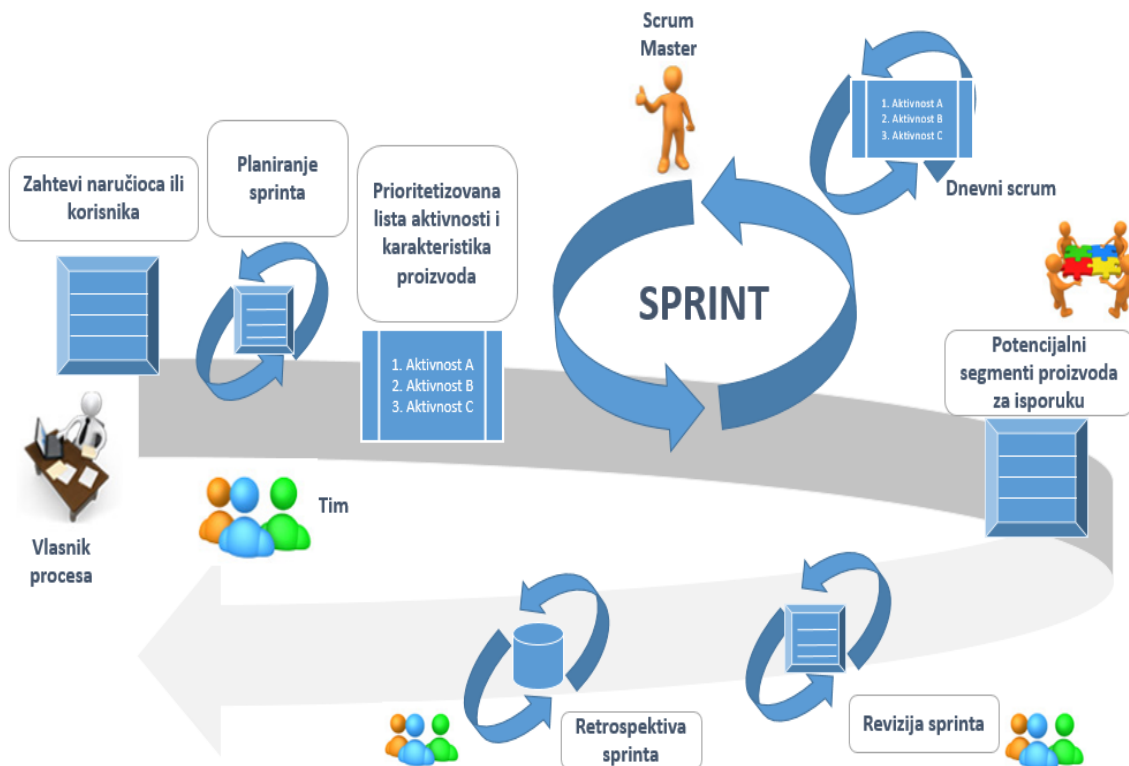 Scrum
Master
1. Aktivnost A
2. Aktivnost B
3. Aktivnost C
Dnevni scrum
Zahtevi naručioca ili
korisnika
Planiranje
sprinta
Prioritetizovana
lista aktivnosti i
karakteristika
proizvoda
SPRINT
1. Aktivnost A
2. Aktivnost B
3. Aktivnost C
Potencijalni
segmenti proizvoda
za isporuku
Vlasnik
procesa
Tim
Retrospektiva
sprinta
Revizija sprinta